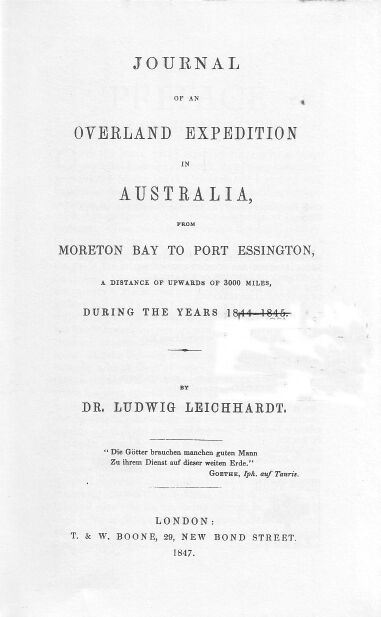 JOURNAL
OF AN
OVERLAND EXPEDITION
IN
AUSTRALIA,
FROM
MORETON BAY TO PORT ESSINGTON,
A DISTANCE OF UPWARDS OF 3000 MILES,
DURING THE YEARS 1844–1845.
BY
DR. LUDWIG LEICHHARDT.
"Die Götter brauchen manchen guten Mann
Zu ihrem Dienst auf dieser weiten Erde."
GOETHE, Iph. auf Tauris.
LONDON:
T. & W. BOONE, 29, NEW BOND STREET.
1847.